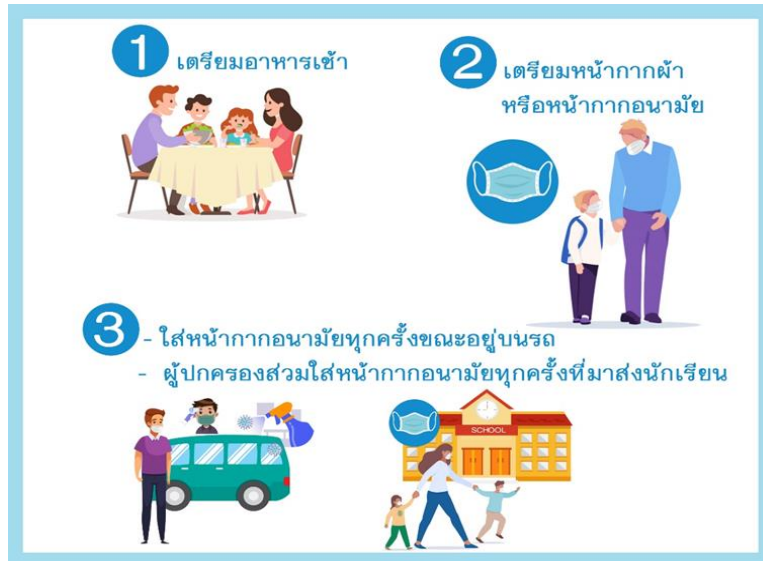 1 เตรียมอาหารเช้า
2 เตรียมหน้ากากผ้า
หรือหน้ากากอนามัย
3 - ใส่หน้ากากอนามัยทุกครั้งขณะอยู่บนรถ
- ผู้ปกครองส่วมใส่หน้ากากอนามัยทุกครั้งที่มาส่งนักเรียน
SCHOOL